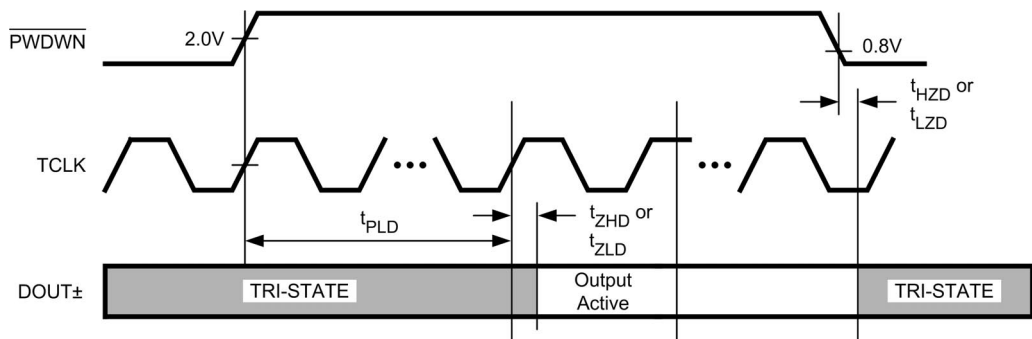 PWDWN
2.0V
0.8V
tHZD or
tLZD
TCLK
•••
•••
tPLD
tZHD or
tZLD
DOUT±
TRI-STATE
Output
Active
TRI-STATE